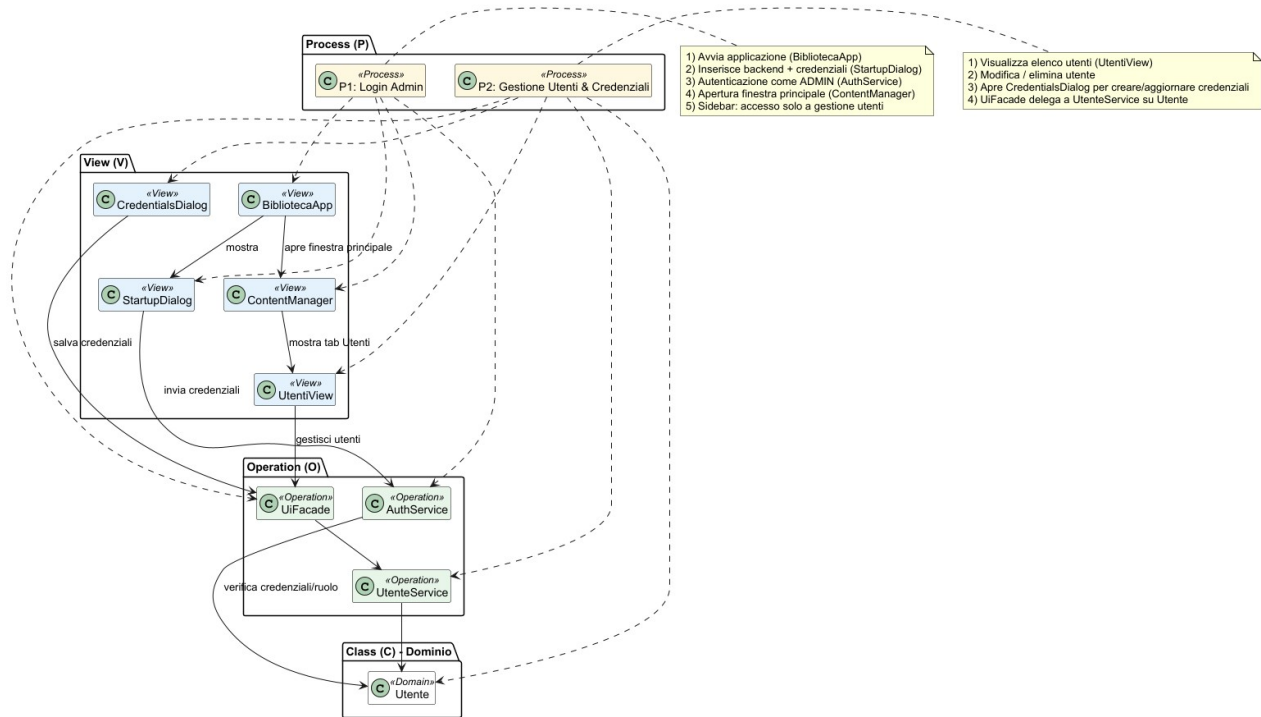 Process (P)
«Process»
C P1: Login Admin
«Process»
C P2: Gestione Utenti & Credenziali
1) Avvia applicazione (BibliotecaApp)
2) Inserisce backend + credenziali (StartupDialog)
3) Autenticazione come ADMIN (AuthService)
4) Apertura finestra principale (ContentManager)
5) Sidebar: accesso solo a gestione utenti
1) Visualizza elenco utenti (UtentiView)
2) Modifica / elimina utente
3) Apre CredentialsDialog per creare/aggiornare credenziali
4) UiFacade delega a UtenteService su Utente
View (V)
«View»
C CredentialsDialog
«View»
C BibliotecaApp
mostra
apre finestra principale
«View»
C StartupDialog
«View»
C ContentManager
salva credenziali
mostra tab Utenti
invia credenziali
«View»
C UtentiView
gestisci utenti
Operation (O)
«Operation»
C UiFacade
«Operation»
C AuthService
verifica credenziali/ruolo
«Operation»
C UtenteService
Class (C) - Dominio
«Domain»
C Utente